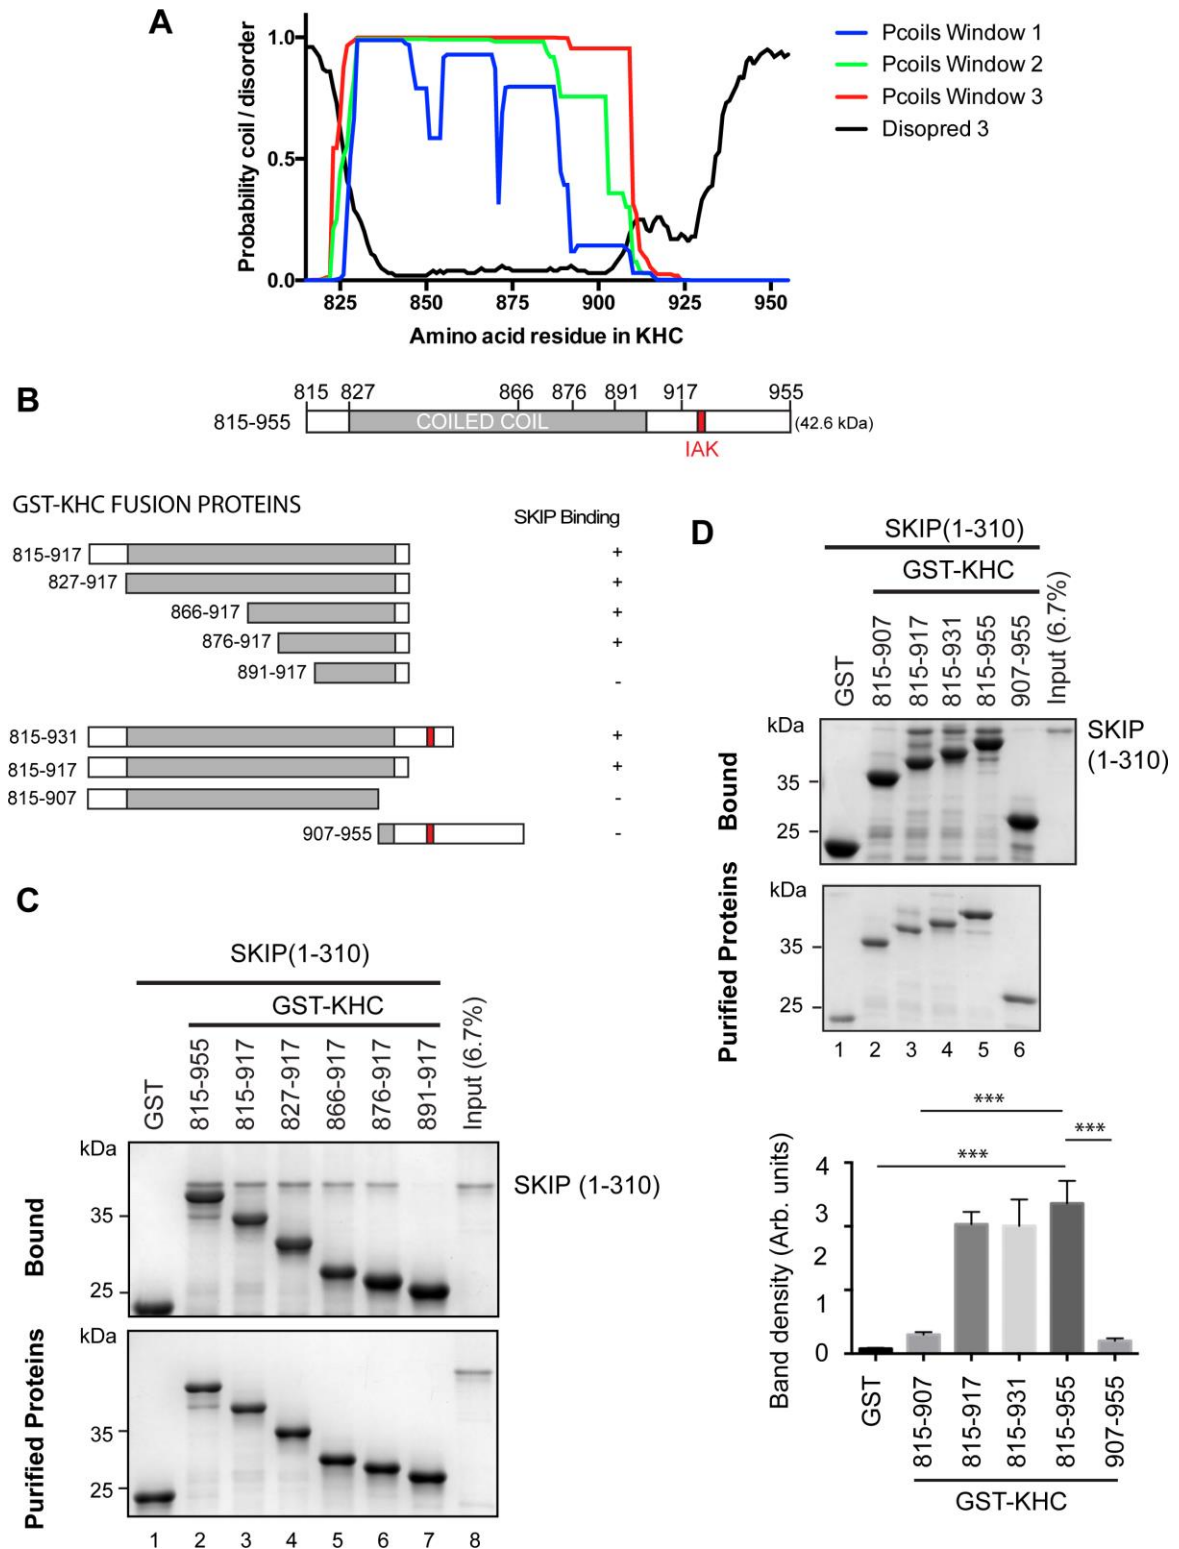 A
Probability coil / disorder
1.0
0.5
0.0
825 850 875 900 925 950
Amino acid residue in KHC
Pcoils Window 1
Pcoils Window 2
Pcoils Window 3
Disopred 3
B
815 827 866 876 891 917 955
815-955 COILED COIL (42.6 kDa)
IAK
GST-KHC FUSION PROTEINS
SKIP Binding
815-917 +
827-917 +
866-917 +
876-917 +
891-917 -
815-931 +
815-917 +
815-907 -
907-955 -
C
SKIP(1-310)
GST-KHC
GST
815-955
815-917
827-917
866-917
876-917
891-917
Input (6.7%)
kDa
35
25
Bound
SKIP (1-310)
kDa
35
25
Purified Proteins
1 2 3 4 5 6 7 8
D
SKIP(1-310)
GST-KHC
GST
815-907
815-917
815-931
815-955
907-955
Input (6.7%)
kDa
35
25
Bound
SKIP
(1-310)
kDa
35
25
Purified Proteins
1 2 3 4 5 6
Band density (Arb. units)
4
3
2
1
0
***
***
***
GST
815-907
815-917
815-931
815-955
907-955
GST-KHC